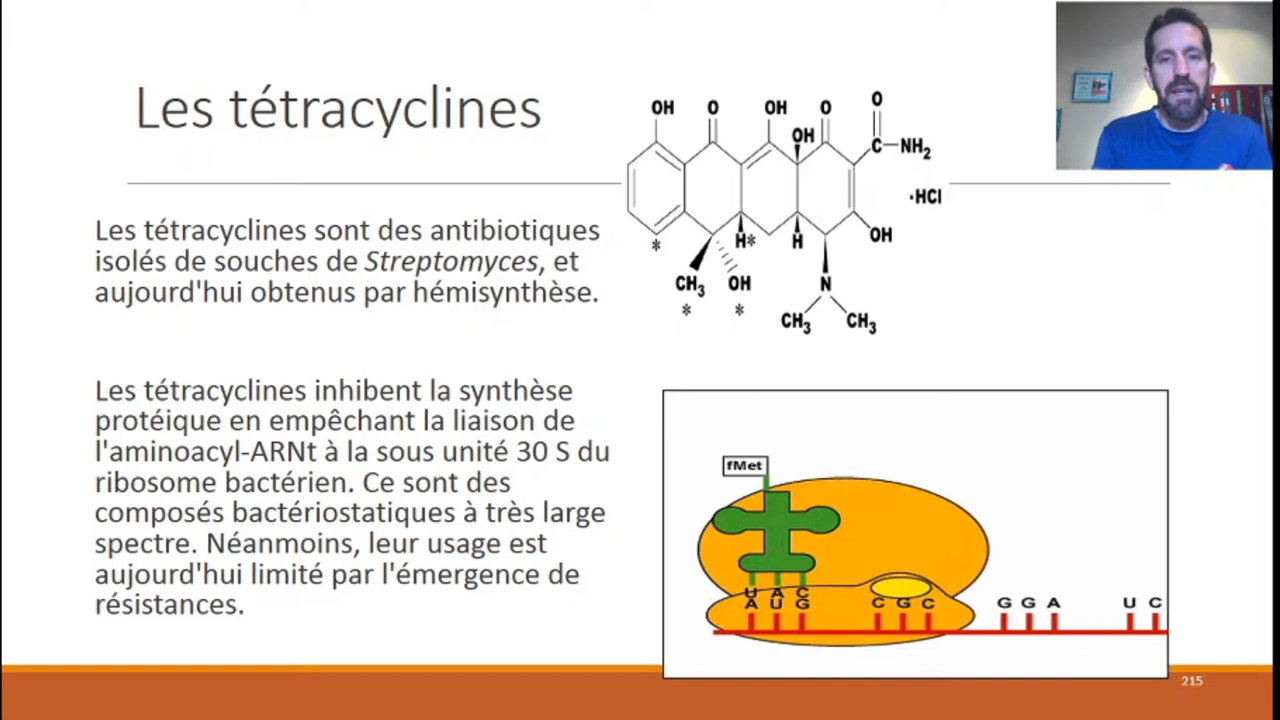 Les tétracyclines
OH O OH OH O O
C-NH₂
·HCl
OH
* H* H
CH₃ OH N
* *
CH₃ CH₃
Les tétracyclines sont des antibiotiques
isolés de souches de Streptomyces, et
aujourd'hui obtenus par hémisynthèse.
Les tétracyclines inhibent la synthèse
protéique en empêchant la liaison de
l'aminoacyl-ARNt à la sous unité 30 S du
ribosome bactérien. Ce sont des
composés bactériostatiques à très large
spectre. Néanmoins, leur usage est
aujourd'hui limité par l'émergence de
résistances.
fMet
U A C
A U G C G C G G A U C
215